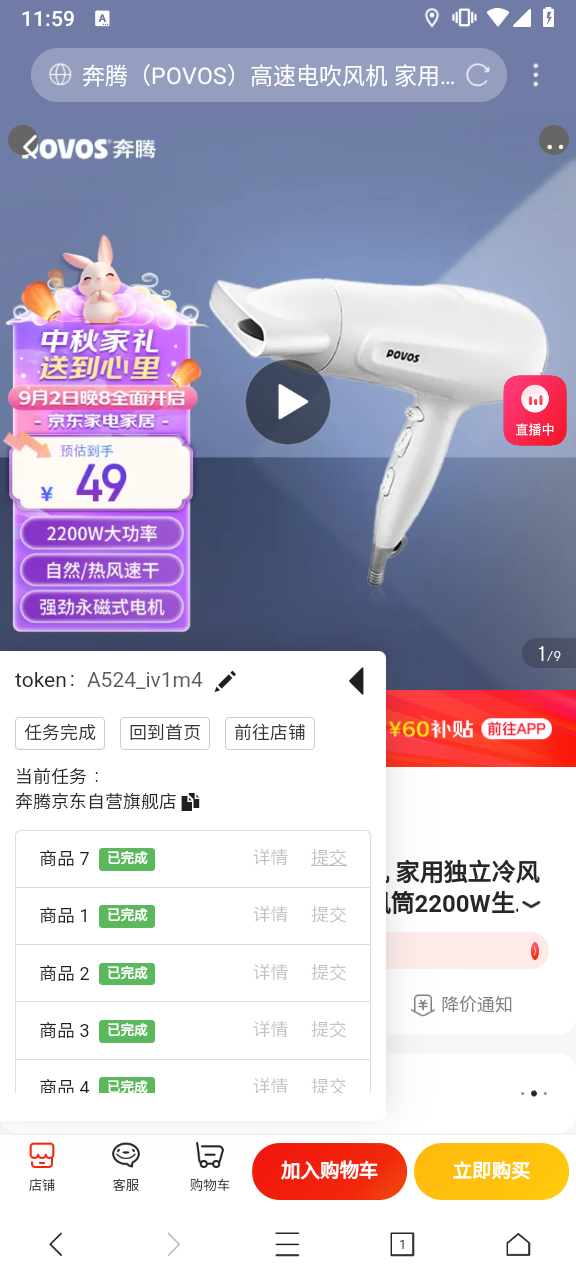 11:59
A
奔腾（POVOS）高速电吹风机 家用...
POVOS 奔腾
中秋家礼
送到心里
9月2日晚8全面开启
- 京东家电家居 -
预估到手
¥ 49
2200W大功率
自然/热风速干
强劲永磁式电机
POVOS
直播中
1/9
token： A524_iv1m4
任务完成 回到首页 前往店铺
当前任务：
奔腾京东自营旗舰店
¥60补贴 前往APP
商品 7 已完成 详情 提交
商品 1 已完成 详情 提交
商品 2 已完成 详情 提交
商品 3 已完成 详情 提交
商品 4 已完成 详情 提交
家用独立冷风
风筒2200W生
降价通知
店铺 客服 购物车 加入购物车 立即购买
1